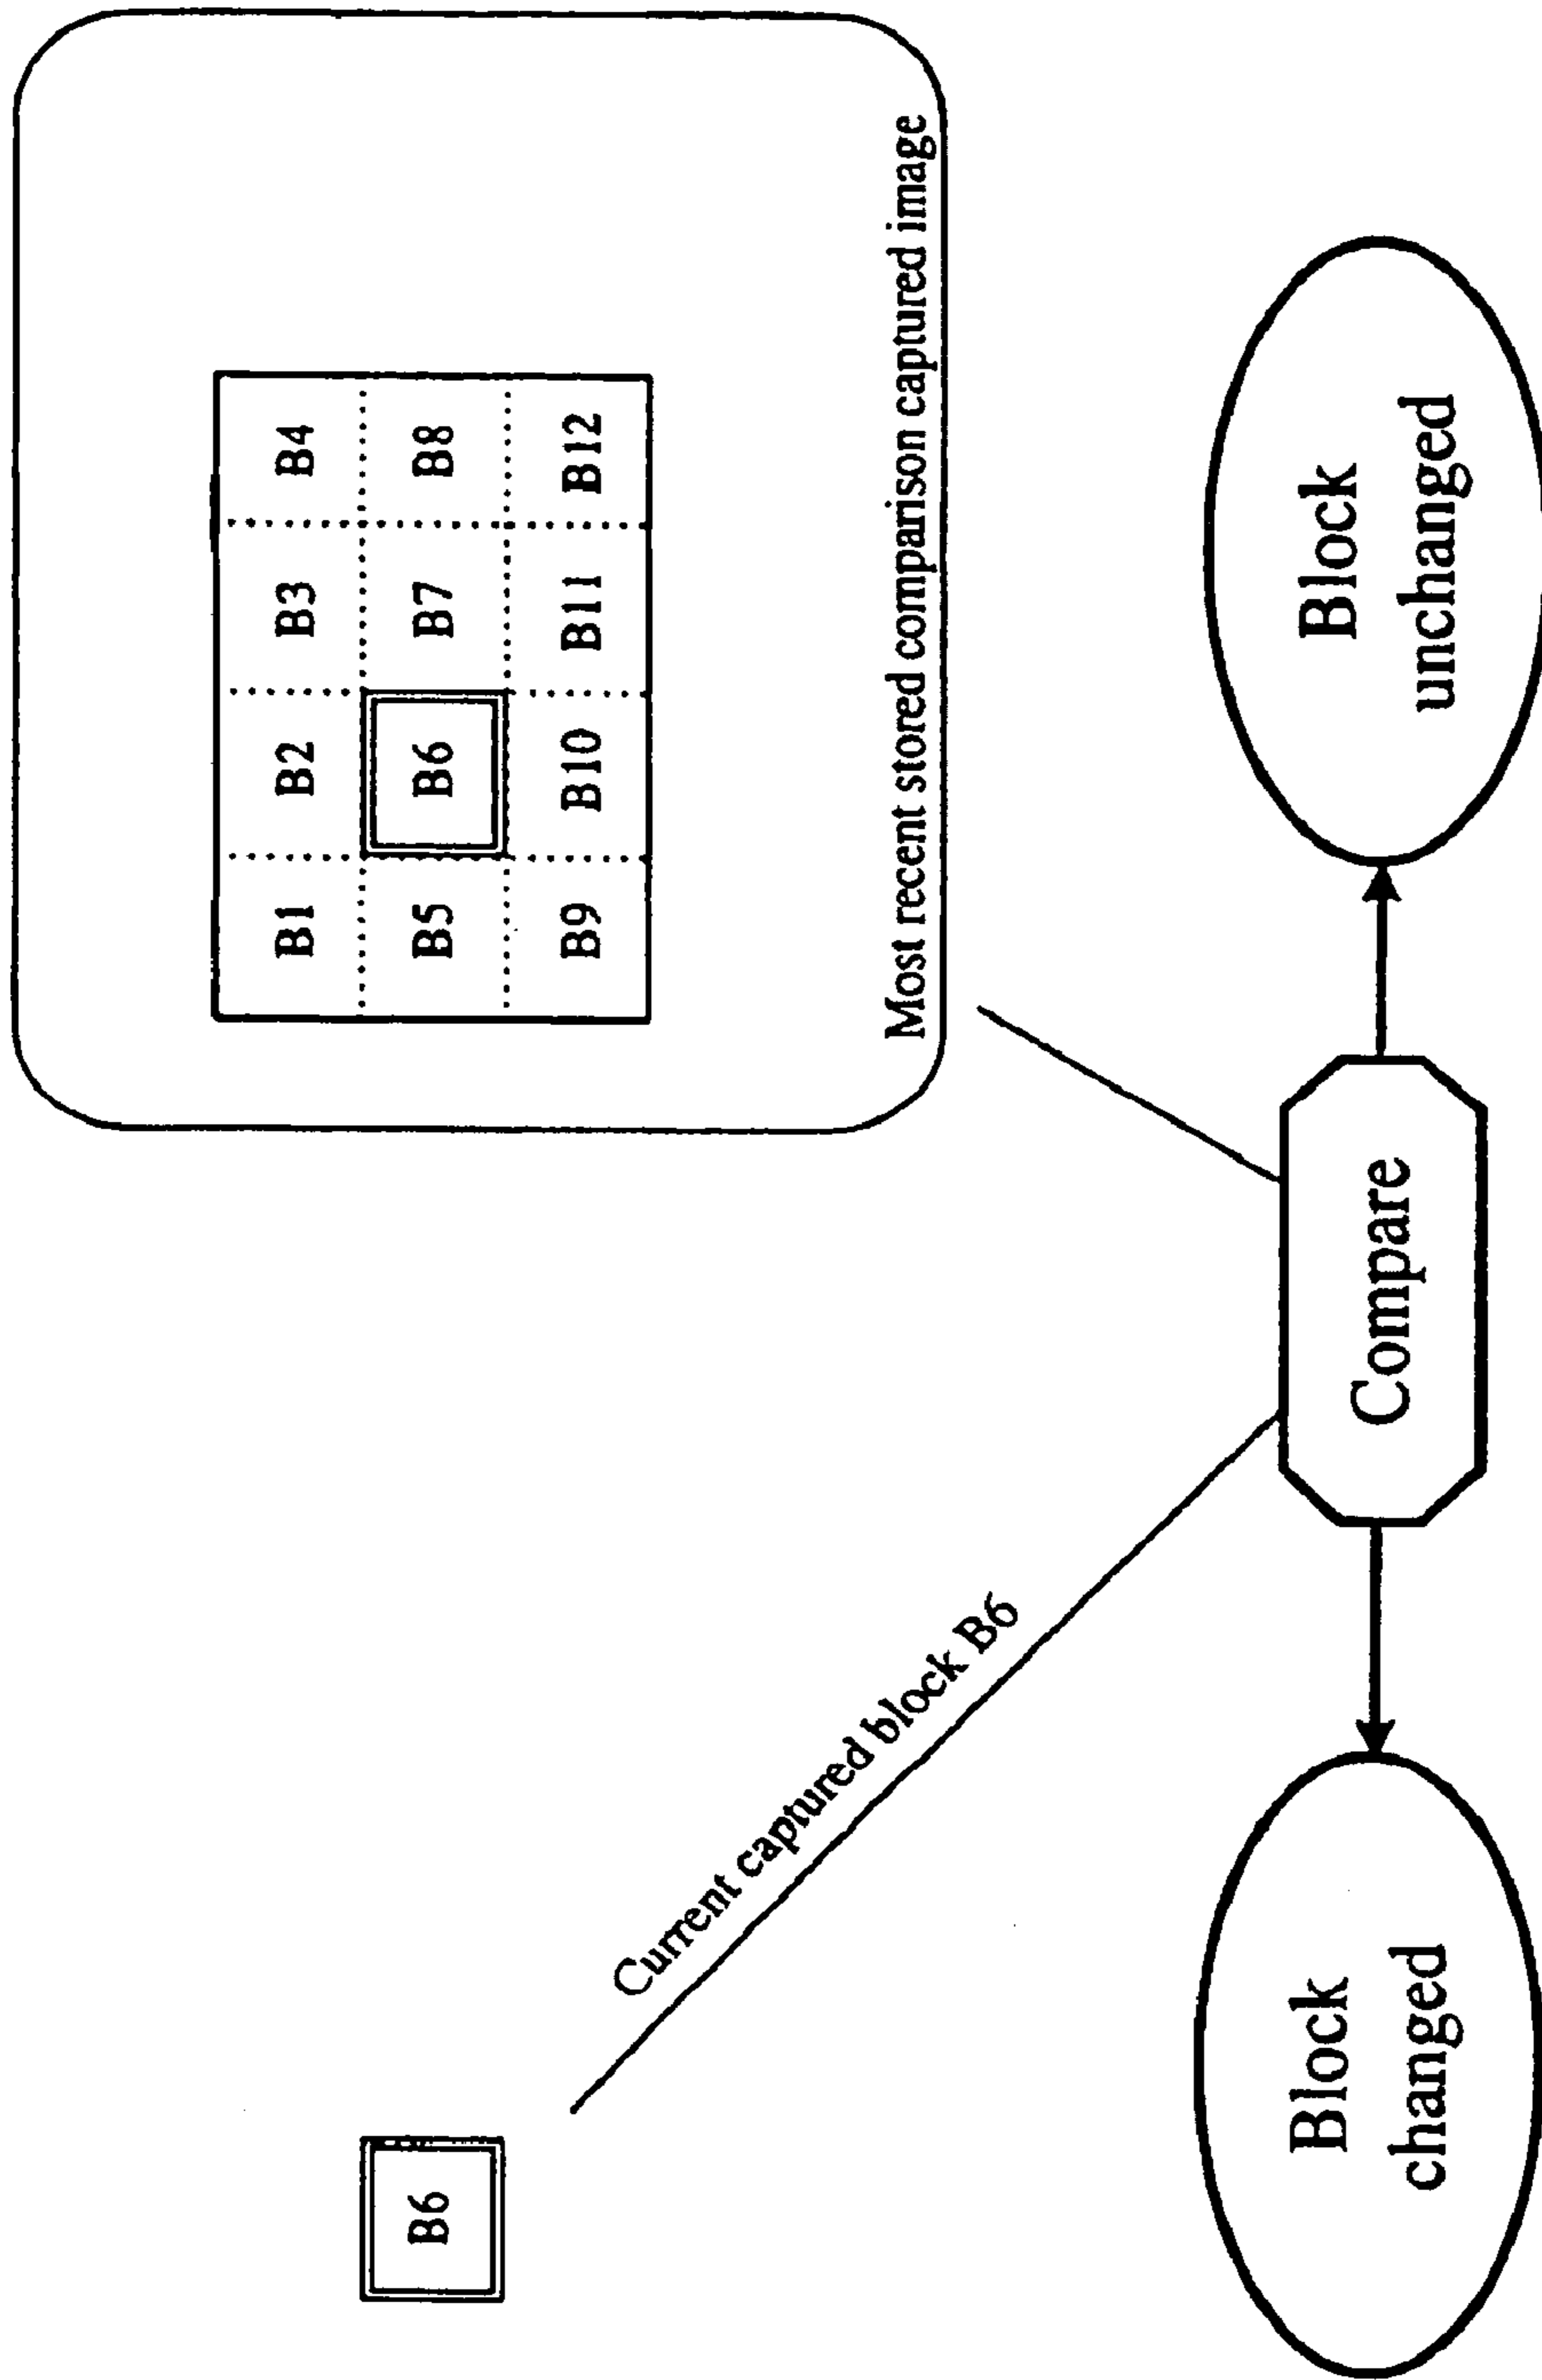 B1 B2 B3 B4
B5 B6 B7 B8
B9 B10 B11 B12
B6
Most recent stored comparison captured image
Current captured block B6
Compare
Block
changed
Block
unchanged